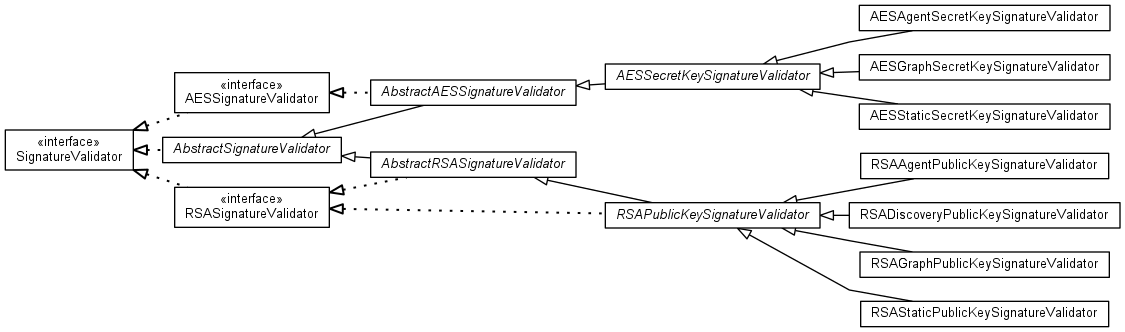 «interface»
SignatureValidator
«interface»
AESSignatureValidator
AbstractSignatureValidator
«interface»
RSASignatureValidator
AbstractAESSignatureValidator
AbstractRSASignatureValidator
AESSecretKeySignatureValidator
RSAPublicKeySignatureValidator
AESAgentSecretKeySignatureValidator
AESGraphSecretKeySignatureValidator
AESStaticSecretKeySignatureValidator
RSAAgentPublicKeySignatureValidator
RSADiscoveryPublicKeySignatureValidator
RSAGraphPublicKeySignatureValidator
RSAStaticPublicKeySignatureValidator